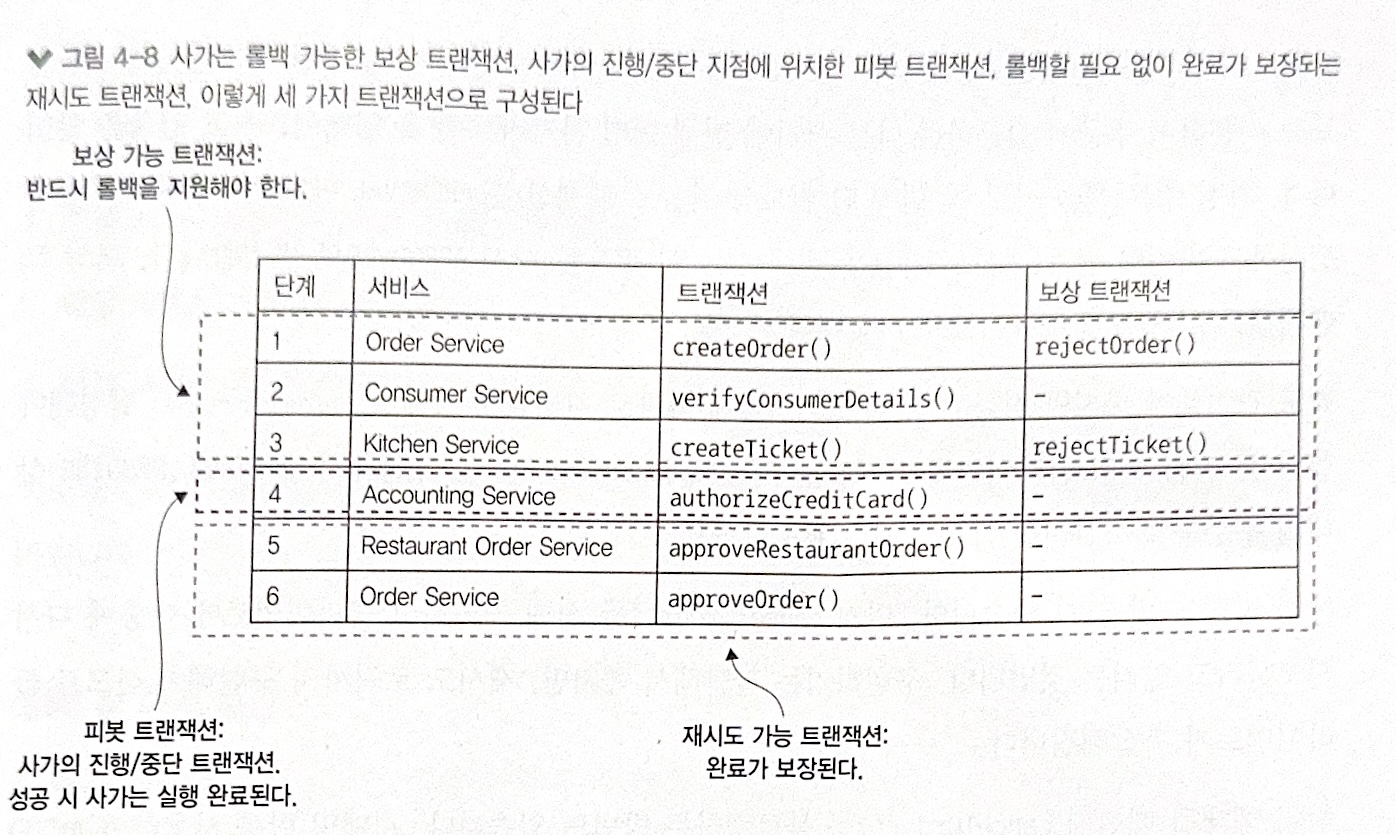 그림 4-8 사가는 롤백 가능한 보상 트랜잭션, 사가의 진행/중단 지점에 위치한 피봇 트랜잭션, 롤백할 필요 없이 완료가 보장되는
재시도 트랜잭션, 이렇게 세 가지 트랜잭션으로 구성된다
보상 가능 트랜잭션:
반드시 롤백을 지원해야 한다.
단계 서비스 트랜잭션 보상 트랜잭션
1 Order Service createOrder() rejectOrder()
2 Consumer Service verifyConsumerDetails() -
3 Kitchen Service createTicket() rejectTicket()
4 Accounting Service authorizeCreditCard() -
5 Restaurant Order Service approveRestaurantOrder() -
6 Order Service approveOrder() -
피봇 트랜잭션:
사가의 진행/중단 트랜잭션.
성공 시 사가는 실행 완료된다.
재시도 가능 트랜잭션:
완료가 보장된다.